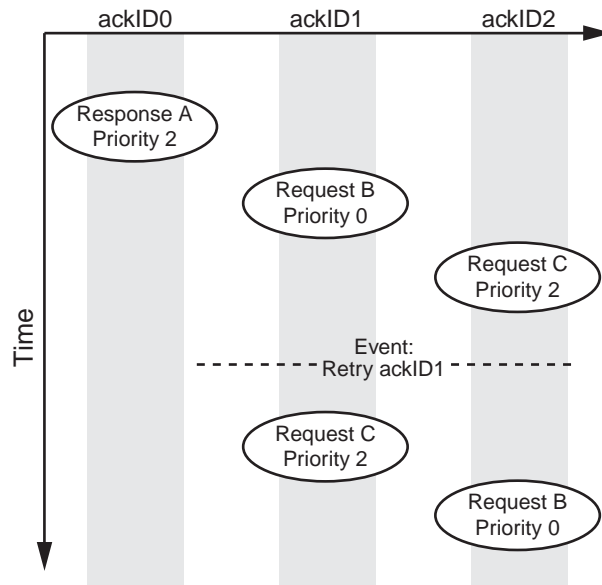 ackID0 ackID1 ackID2
Response A
Priority 2
Request B
Priority 0
Request C
Priority 2
Time
Event:
Retry ackID1
Request C
Priority 2
Request B
Priority 0